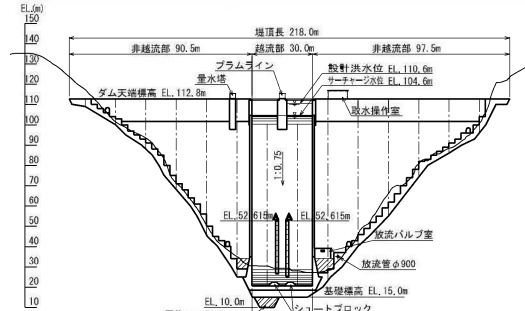 EL.(m)
150
140
130
120
110
100
90
80
70
60
50
40
30
20
10
堤頂長 218.0m
非越流部 90.5m
越流部 30.0m
非越流部 97.5m
プラムライン
量水塔
設計洪水位 EL.110.6m
サーチャージ水位 EL.104.6m
ダム天端標高 EL.112.8m
取水操作室
1:0.75
EL.52.615m
EL.52.615m
放流バルブ室
放流管φ900
基礎標高 EL.15.0m
EL.10.0m
シュートブロック